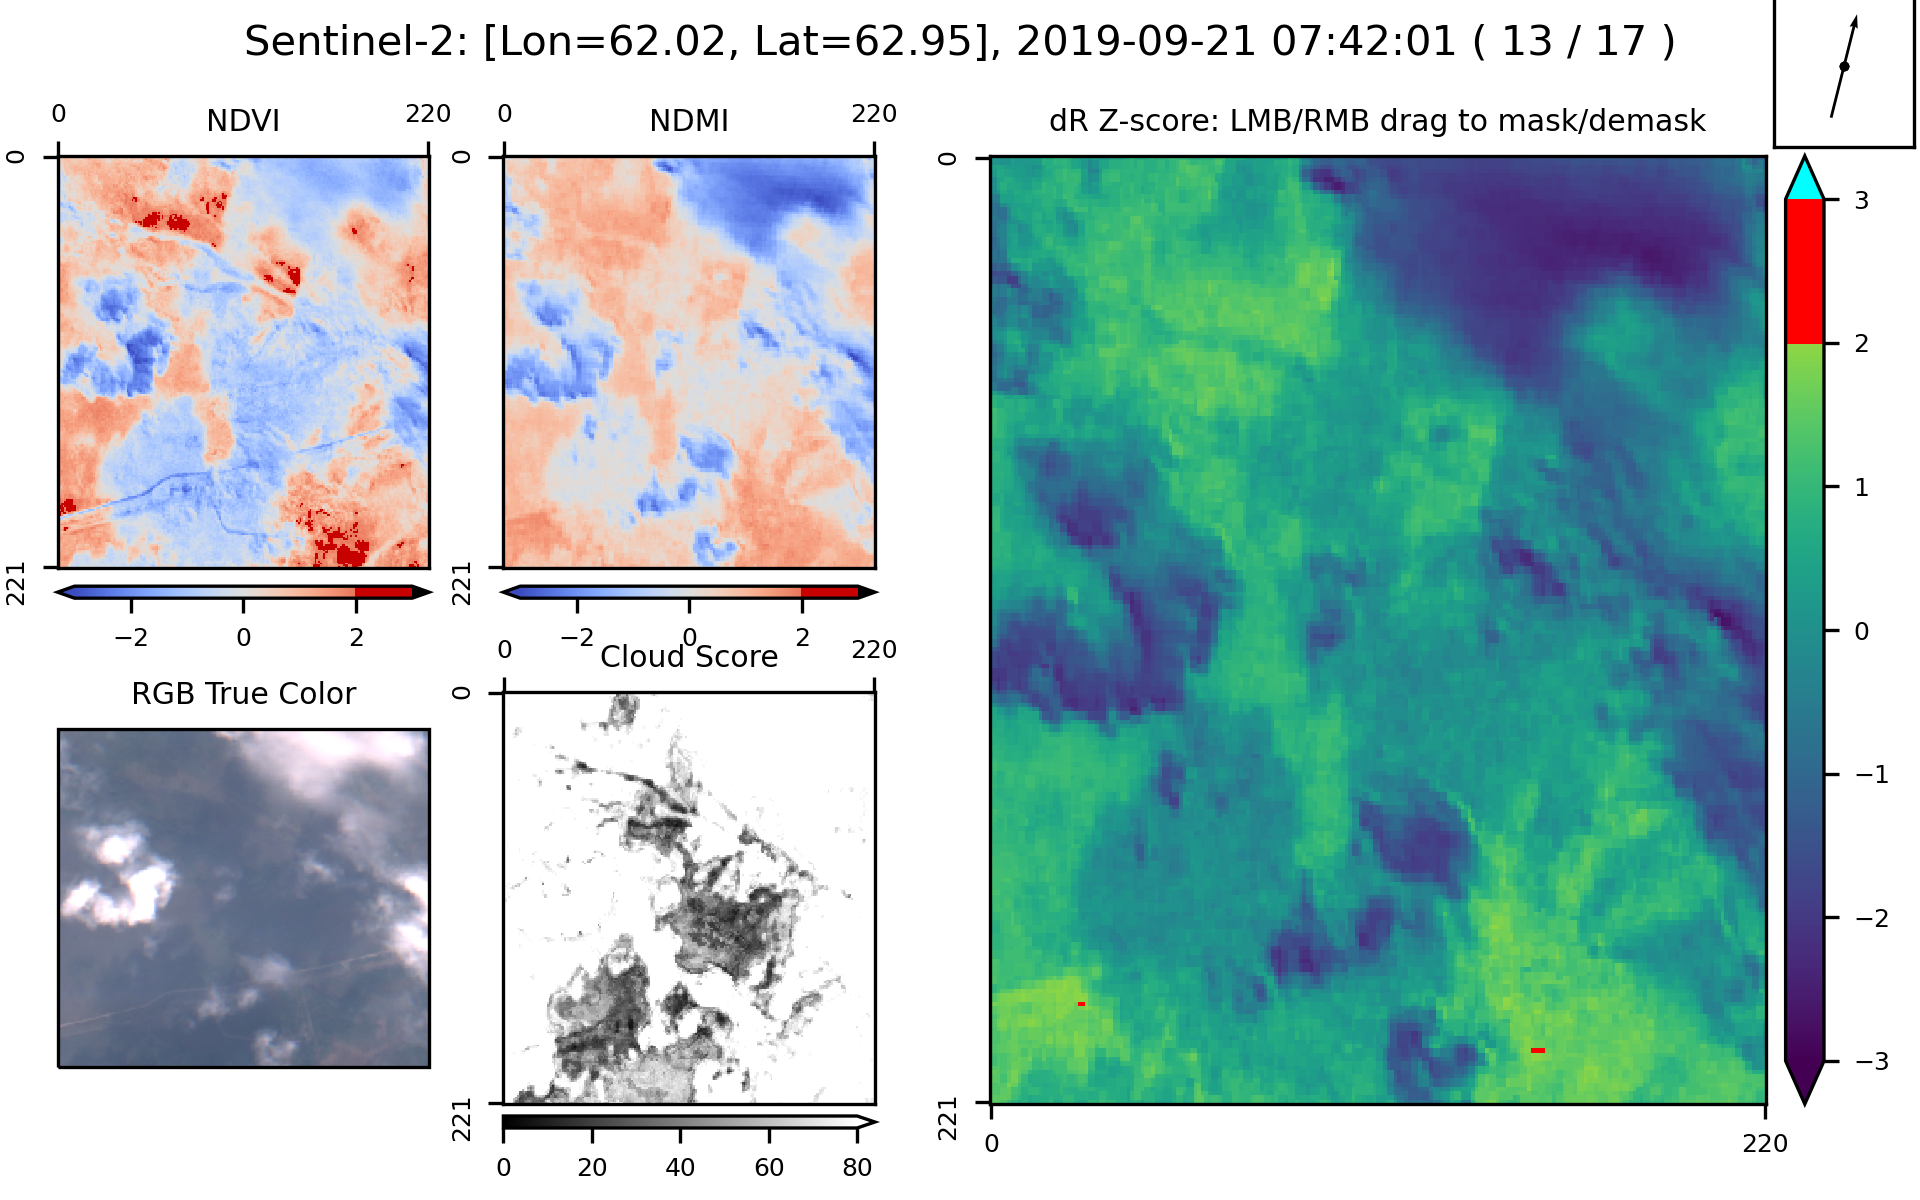 Sentinel-2: [Lon=62.02, Lat=62.95], 2019-09-21 07:42:01 ( 13 / 17 )
0 NDVI 220
0
221
−2 0 2
0 NDMI 220
0
221
−2 0 2
RGB True Color
0 Cloud Score 220
0
221
0 20 40 60 80
dR Z-score: LMB/RMB drag to mask/demask
0
221
0 220
3
2
1
0
−1
−2
−3